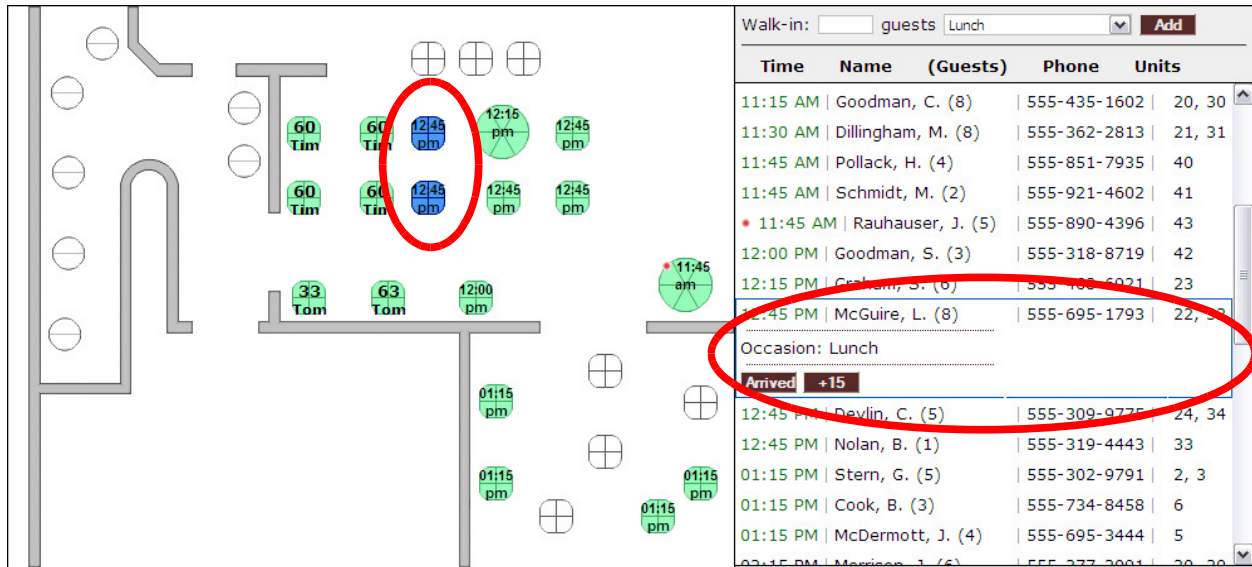 12:15
pm
60
Tim
60
Tim
12:45
pm
12:45
pm
60
Tim
60
Tim
12:45
pm
12:45
pm
12:45
pm
11:45
am
33
Tom
63
Tom
12:00
pm
01:15
pm
01:15
pm
01:15
pm
01:15
pm
Walk-in: guests Lunch Add
Time Name (Guests) Phone Units
11:15 AM | Goodman, C. (8) | 555-435-1602 | 20, 30
11:30 AM | Dillingham, M. (8) | 555-362-2813 | 21, 31
11:45 AM | Pollack, H. (4) | 555-851-7935 | 40
11:45 AM | Schmidt, M. (2) | 555-921-4602 | 41
11:45 AM | Rauhauser, J. (5) | 555-890-4396 | 43
12:00 PM | Goodman, S. (3) | 555-318-8719 | 42
12:15 PM | Graham, S. (6) | 23
12:45 PM | McGuire, L. (8) | 555-695-1793 | 22,
Occasion: Lunch
Arrived +15
12:45 PM | Devlin, C. (5) | 555-309-9775 | 24, 34
12:45 PM | Nolan, B. (1) | 555-319-4443 | 33
01:15 PM | Stern, G. (5) | 555-302-9791 | 2, 3
01:15 PM | Cook, B. (3) | 555-734-8458 | 6
01:15 PM | McDermott, J. (4) | 555-695-3444 | 5